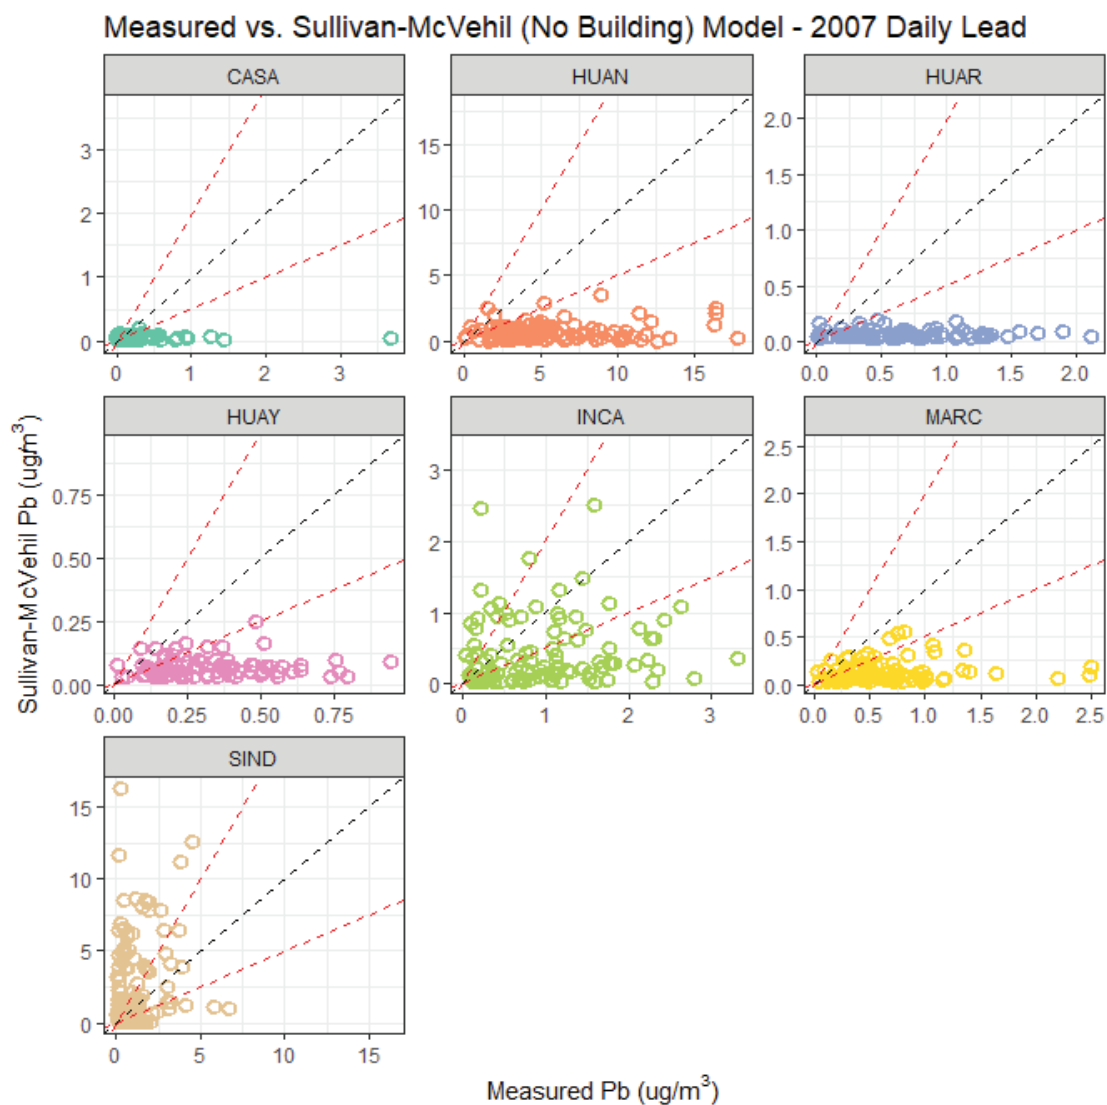 Measured vs. Sullivan-McVehil (No Building) Model - 2007 Daily Lead
CASA
HUAN
HUAR
3
2
1
0
0 1 2 3
15
10
5
0
0 5 10 15
2.0
1.5
1.0
0.5
0.0
0.0 0.5 1.0 1.5 2.0
Sullivan-McVehil Pb (ug/m³)
HUAY
INCA
MARC
0.75
0.50
0.25
0.00
0.00 0.25 0.50 0.75
3
2
1
0
0 1 2 3
2.5
2.0
1.5
1.0
0.5
0.0
0.0 0.5 1.0 1.5 2.0 2.5
SIND
15
10
5
0
0 5 10 15
Measured Pb (ug/m³)